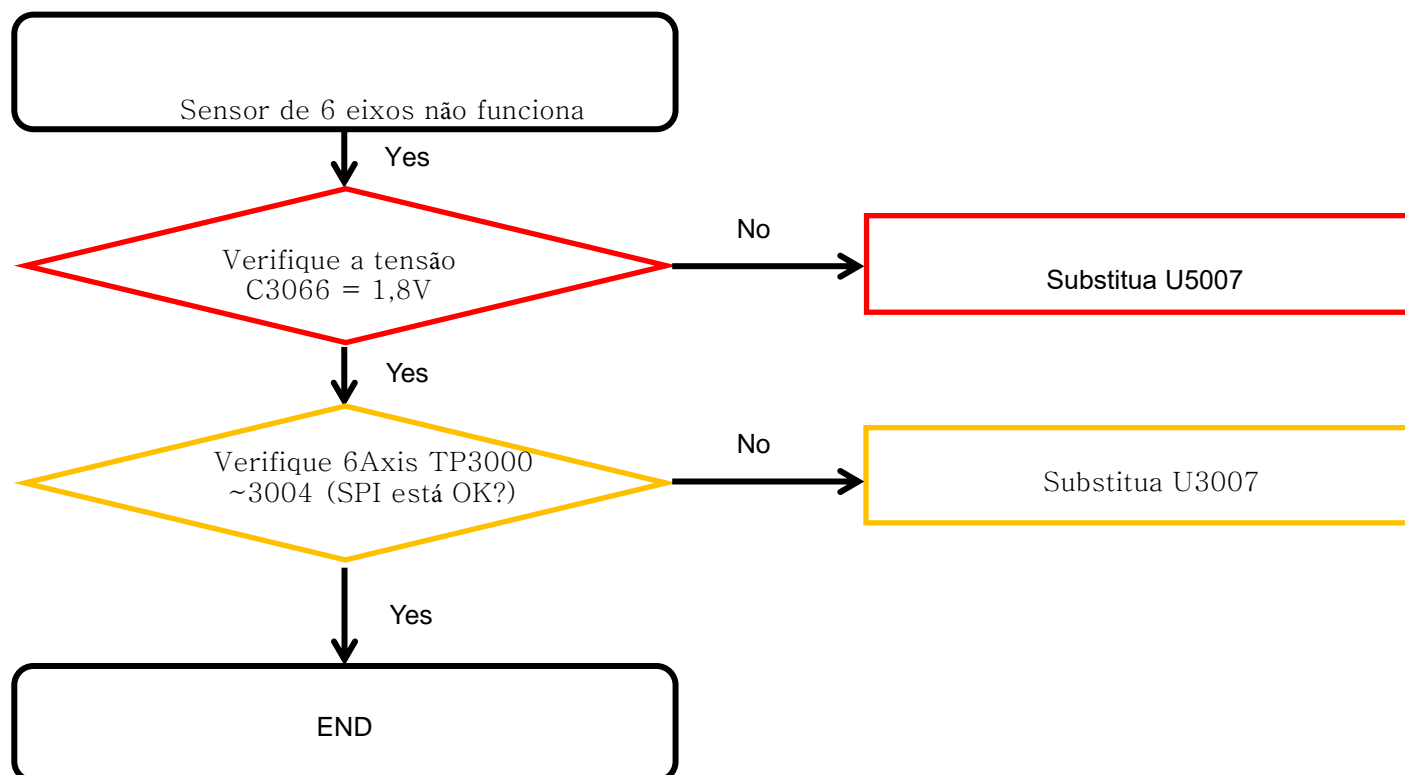 Sensor de 6 eixos não funciona
Yes
Verifique a tensão
C3066 = 1,8V
No
Substitua U5007
Yes
Verifique 6Axis TP3000
~3004 (SPI está OK?)
No
Substitua U3007
Yes
END